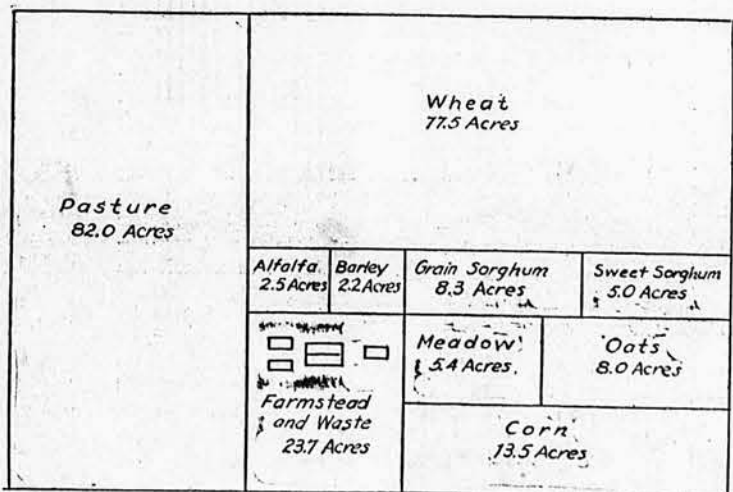 Pasture
82.0 Acres
Wheat
77.5 Acres
Alfalfa
2.5 Acres
Barley
2.2 Acres
Grain Sorghum
8.3 Acres
Sweet Sorghum
5.0 Acres
Farmstead
and Waste
23.7 Acres
Meadow
5.4 Acres
Oats
8.0 Acres
Corn
13.5 Acres